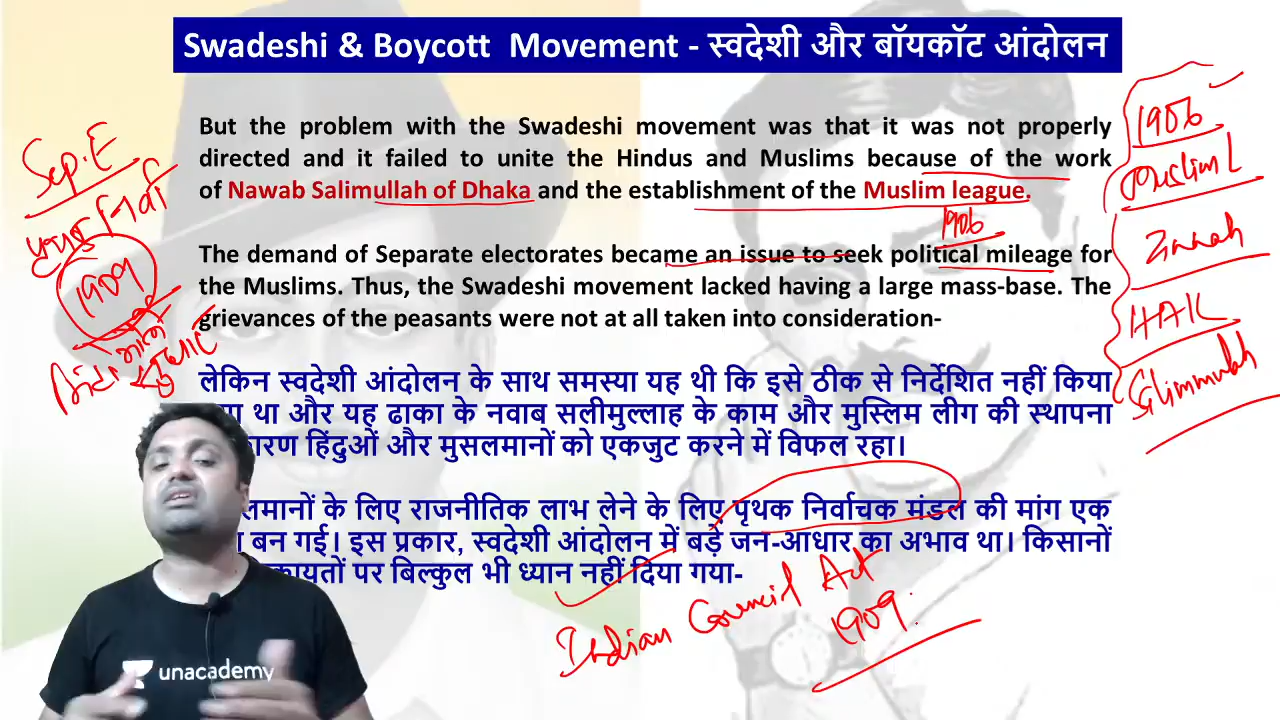 Swadeshi & Boycott Movement - स्वदेशी और बॉयकॉट आंदोलन
But the problem with the Swadeshi movement was that it was not properly
directed and it failed to unite the Hindus and Muslims because of the work
of Nawab Salimullah of Dhaka and the establishment of the Muslim league.
1906
The demand of Separate electorates became an issue to seek political mileage for
the Muslims. Thus, the Swadeshi movement lacked having a large mass-base. The
grievances of the peasants were not at all taken into consideration-
लेकिन स्वदेशी आंदोलन के साथ समस्या यह थी कि इसे ठीक से निर्देशित नहीं किया
था और यह ढाका के नवाब सलीमुल्लाह के काम और मुस्लिम लीग की स्थापना
कारण हिंदुओं और मुसलमानों को एकजुट करने में विफल रहा।
लमानों के लिए राजनीतिक लाभ लेने के लिए पृथक निर्वाचक मंडल की मांग एक
बन गई। इस प्रकार, स्वदेशी आंदोलन में बड़े जन-आधार का अभाव था। किसानों
कायतों पर बिल्कुल भी ध्यान नहीं दिया गया-
Indian Council Act
1909.
Sep.E
1909
1906
Muslim L
HAK
unacademy